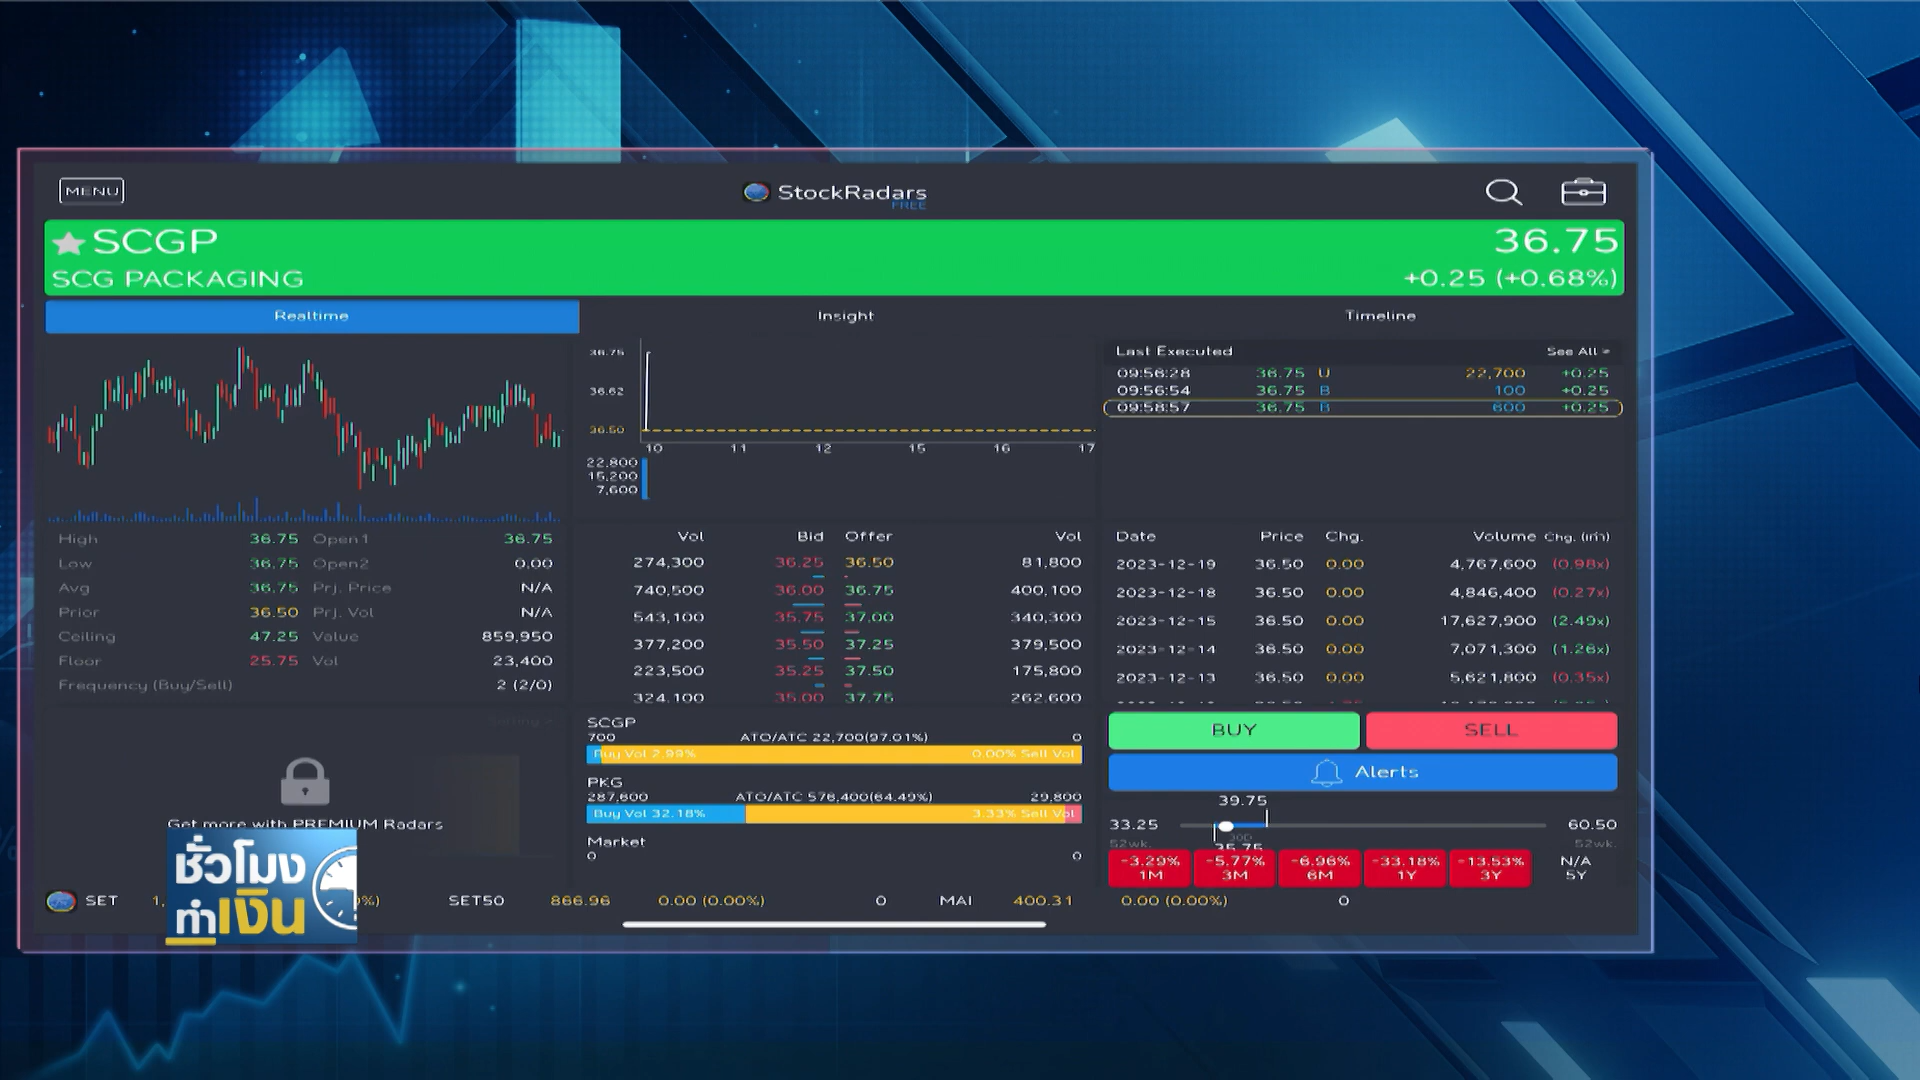 MENU
StockRadars
FREE
SCGP
36.75
SCG PACKAGING
+0.25 (+0.68%)
Realtime
Insight
Timeline
36.75
36.62
36.50
10 11 12 15 16 17
22,800
15,200
7,600
Last Executed See All >
09:56:28 36.75 U 22,700 +0.25
09:56:54 36.75 B 100 +0.25
09:58:57 36.75 B 600 +0.25
High 36.75 Open1 36.75
Low 36.75 Open2 0.00
Avg 36.75 Prj. Price N/A
Prior 36.50 Prj. Vol N/A
Ceiling 47.25 Value 859,950
Floor 25.75 Vol 23,400
Frequency (Buy/Sell) 2 (2/0)
Vol Bid Offer Vol
274,300 36.25 36.50 81,800
740,500 36.00 36.75 400,100
543,100 35.75 37.00 340,300
377,200 35.50 37.25 379,500
223,500 35.25 37.50 175,800
324,100 35.00 37.75 262,600
Date Price Chg. Volume Chg. (เท่า)
2023-12-19 36.50 0.00 4,767,600 (0.98x)
2023-12-18 36.50 0.00 4,846,400 (0.27x)
2023-12-15 36.50 0.00 17,627,900 (2.49x)
2023-12-14 36.50 0.00 7,071,300 (1.26x)
2023-12-13 36.50 0.00 5,621,800 (0.35x)
Get more with PREMIUM Radars
SCGP
700 ATO/ATC 22,700(97.01%) 0
Buy Vol 2.99% 0.00% Sell Vol
PKG
287,600 ATO/ATC 576,400(64.49%) 29,800
Buy Vol 32.18% 3.33% Sell Vol
Market
0 0
BUY SELL
Alerts
39.75
33.25 60.50
52wk. 30D 52wk.
35.75
-3.29% -5.77% -6.96% -33.18% -13.53% N/A
1M 3M 6M 1Y 3Y 5Y
ชั่วโมง
ทำเงิน
SET 1, %) SET50 866.96 0.00 (0.00%) 0 MAI 400.31 0.00 (0.00%) 0